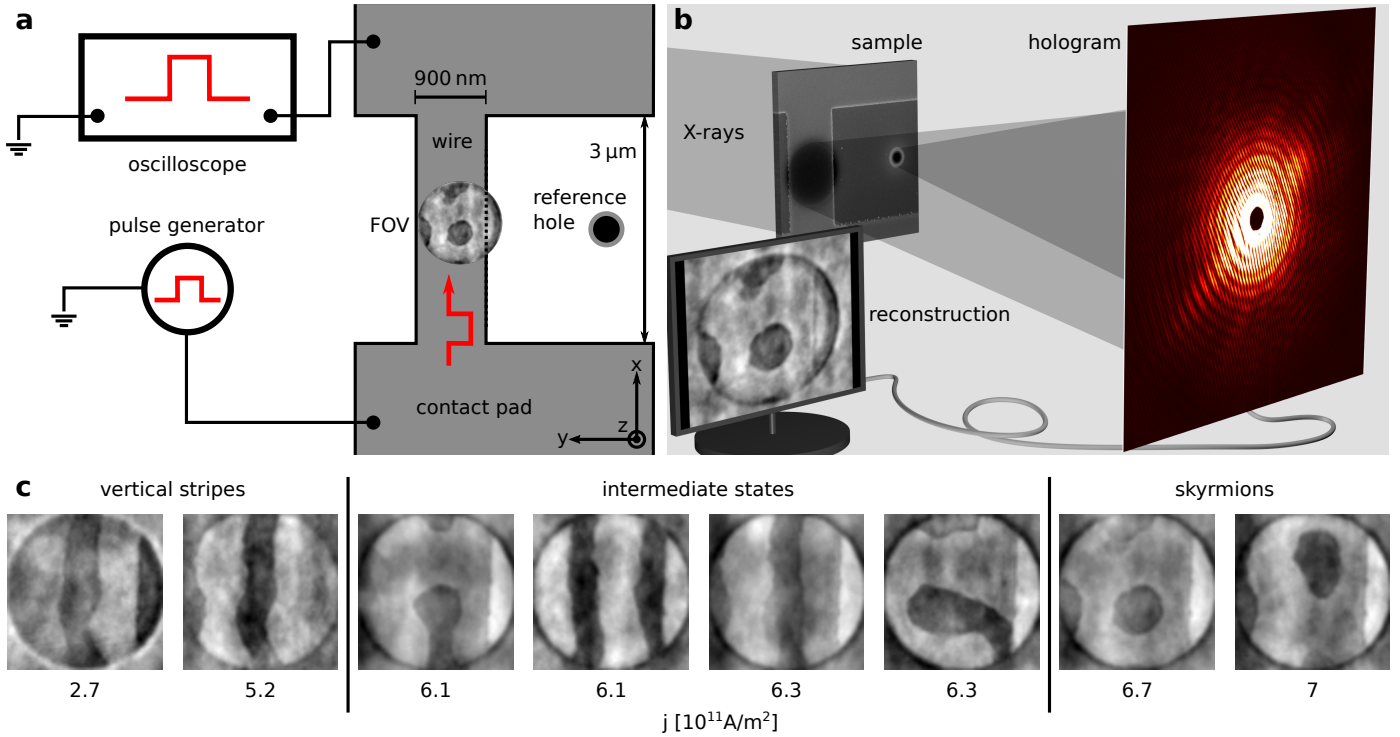 a
900 nm
oscilloscope
wire
3 µm
reference
hole
FOV
pulse generator
contact pad
x
y
z
b
sample
hologram
X-rays
reconstruction
c
vertical stripes
intermediate states
skyrmions
2.7
5.2
6.1
6.1
6.3
6.3
6.7
7
j [10¹¹A/m²]